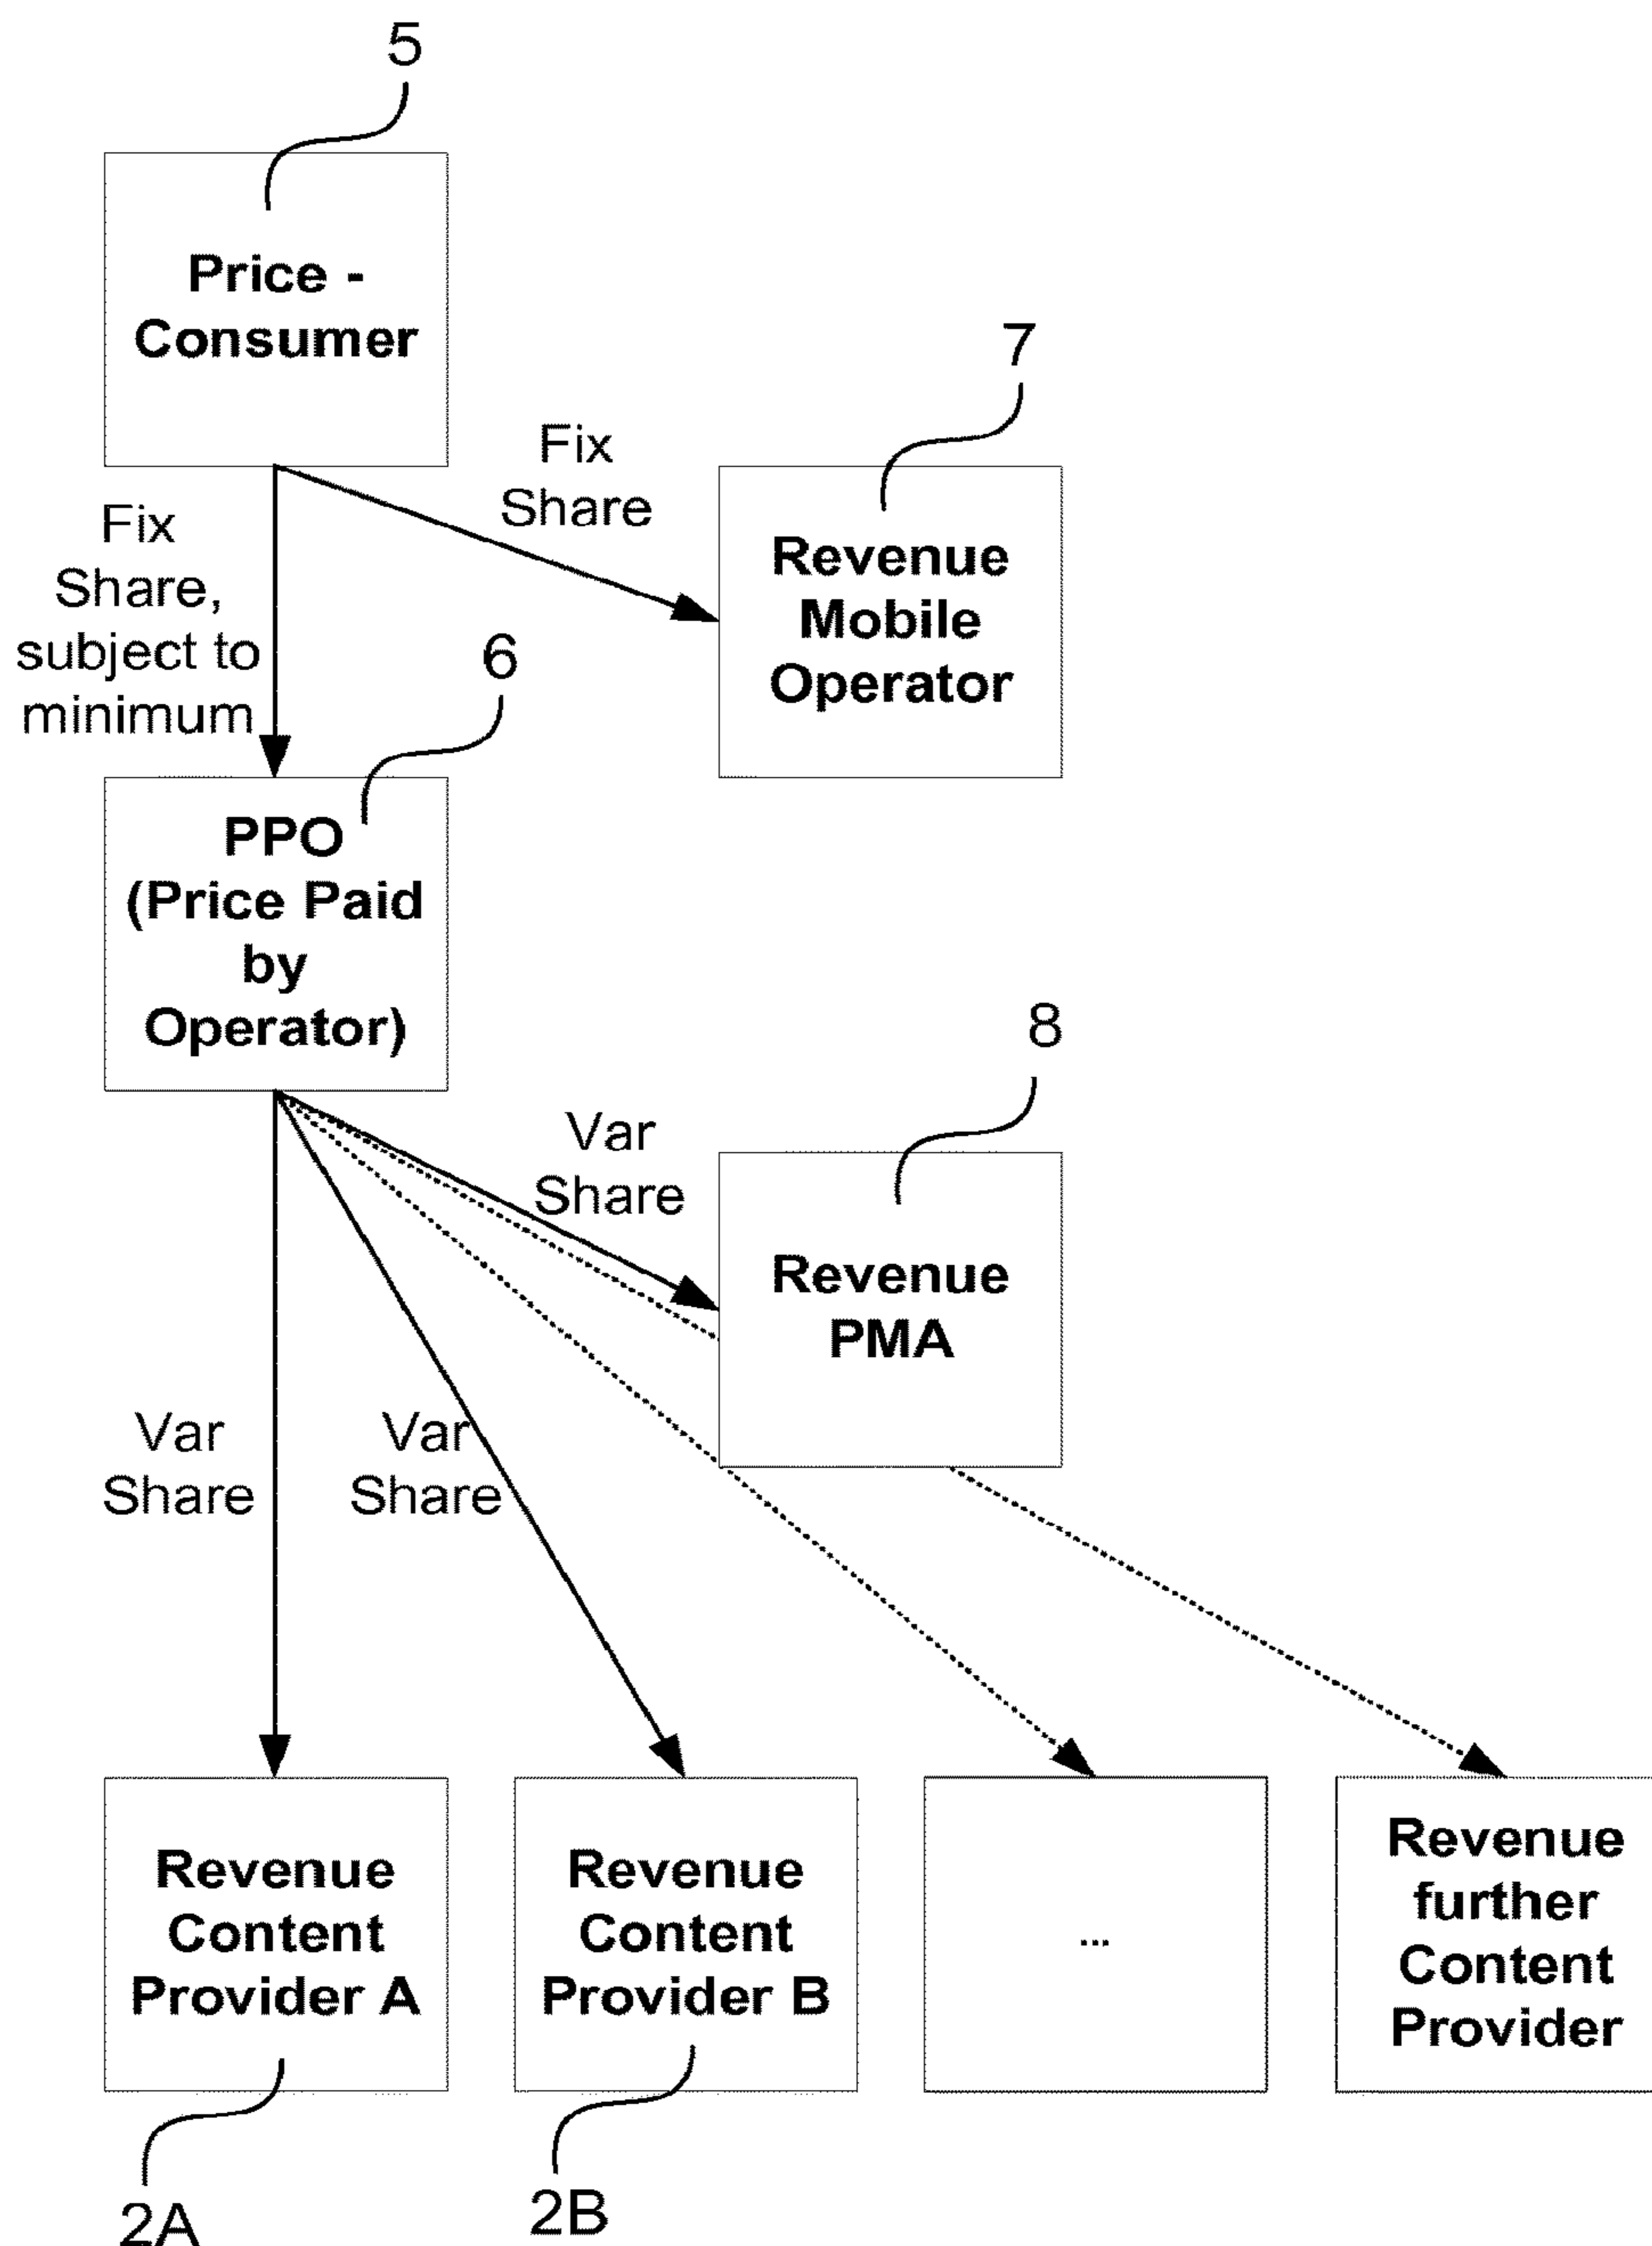 5
Price -
Consumer
7
Fix
Share
Fix
Share,
subject to
minimum
Revenue
Mobile
Operator
6
PPO
(Price Paid
by
Operator)
8
Var
Share
Revenue
PMA
Var
Share
Var
Share
Revenue
Content
Provider A
Revenue
Content
Provider B
...
Revenue
further
Content
Provider
2A
2B